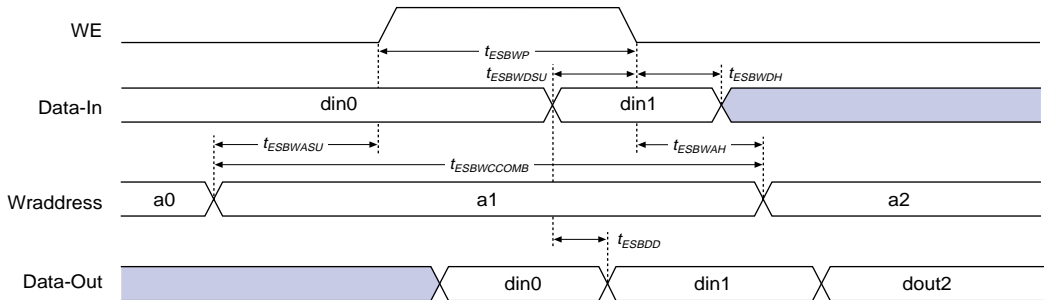 WE
tESBWP
tESBWDSU
tESBWDH
Data-In
din0
din1
tESBWASU
tESBWAH
tESBWCCOMB
Wraddress
a0
a1
a2
tESBDD
Data-Out
din0
din1
dout2